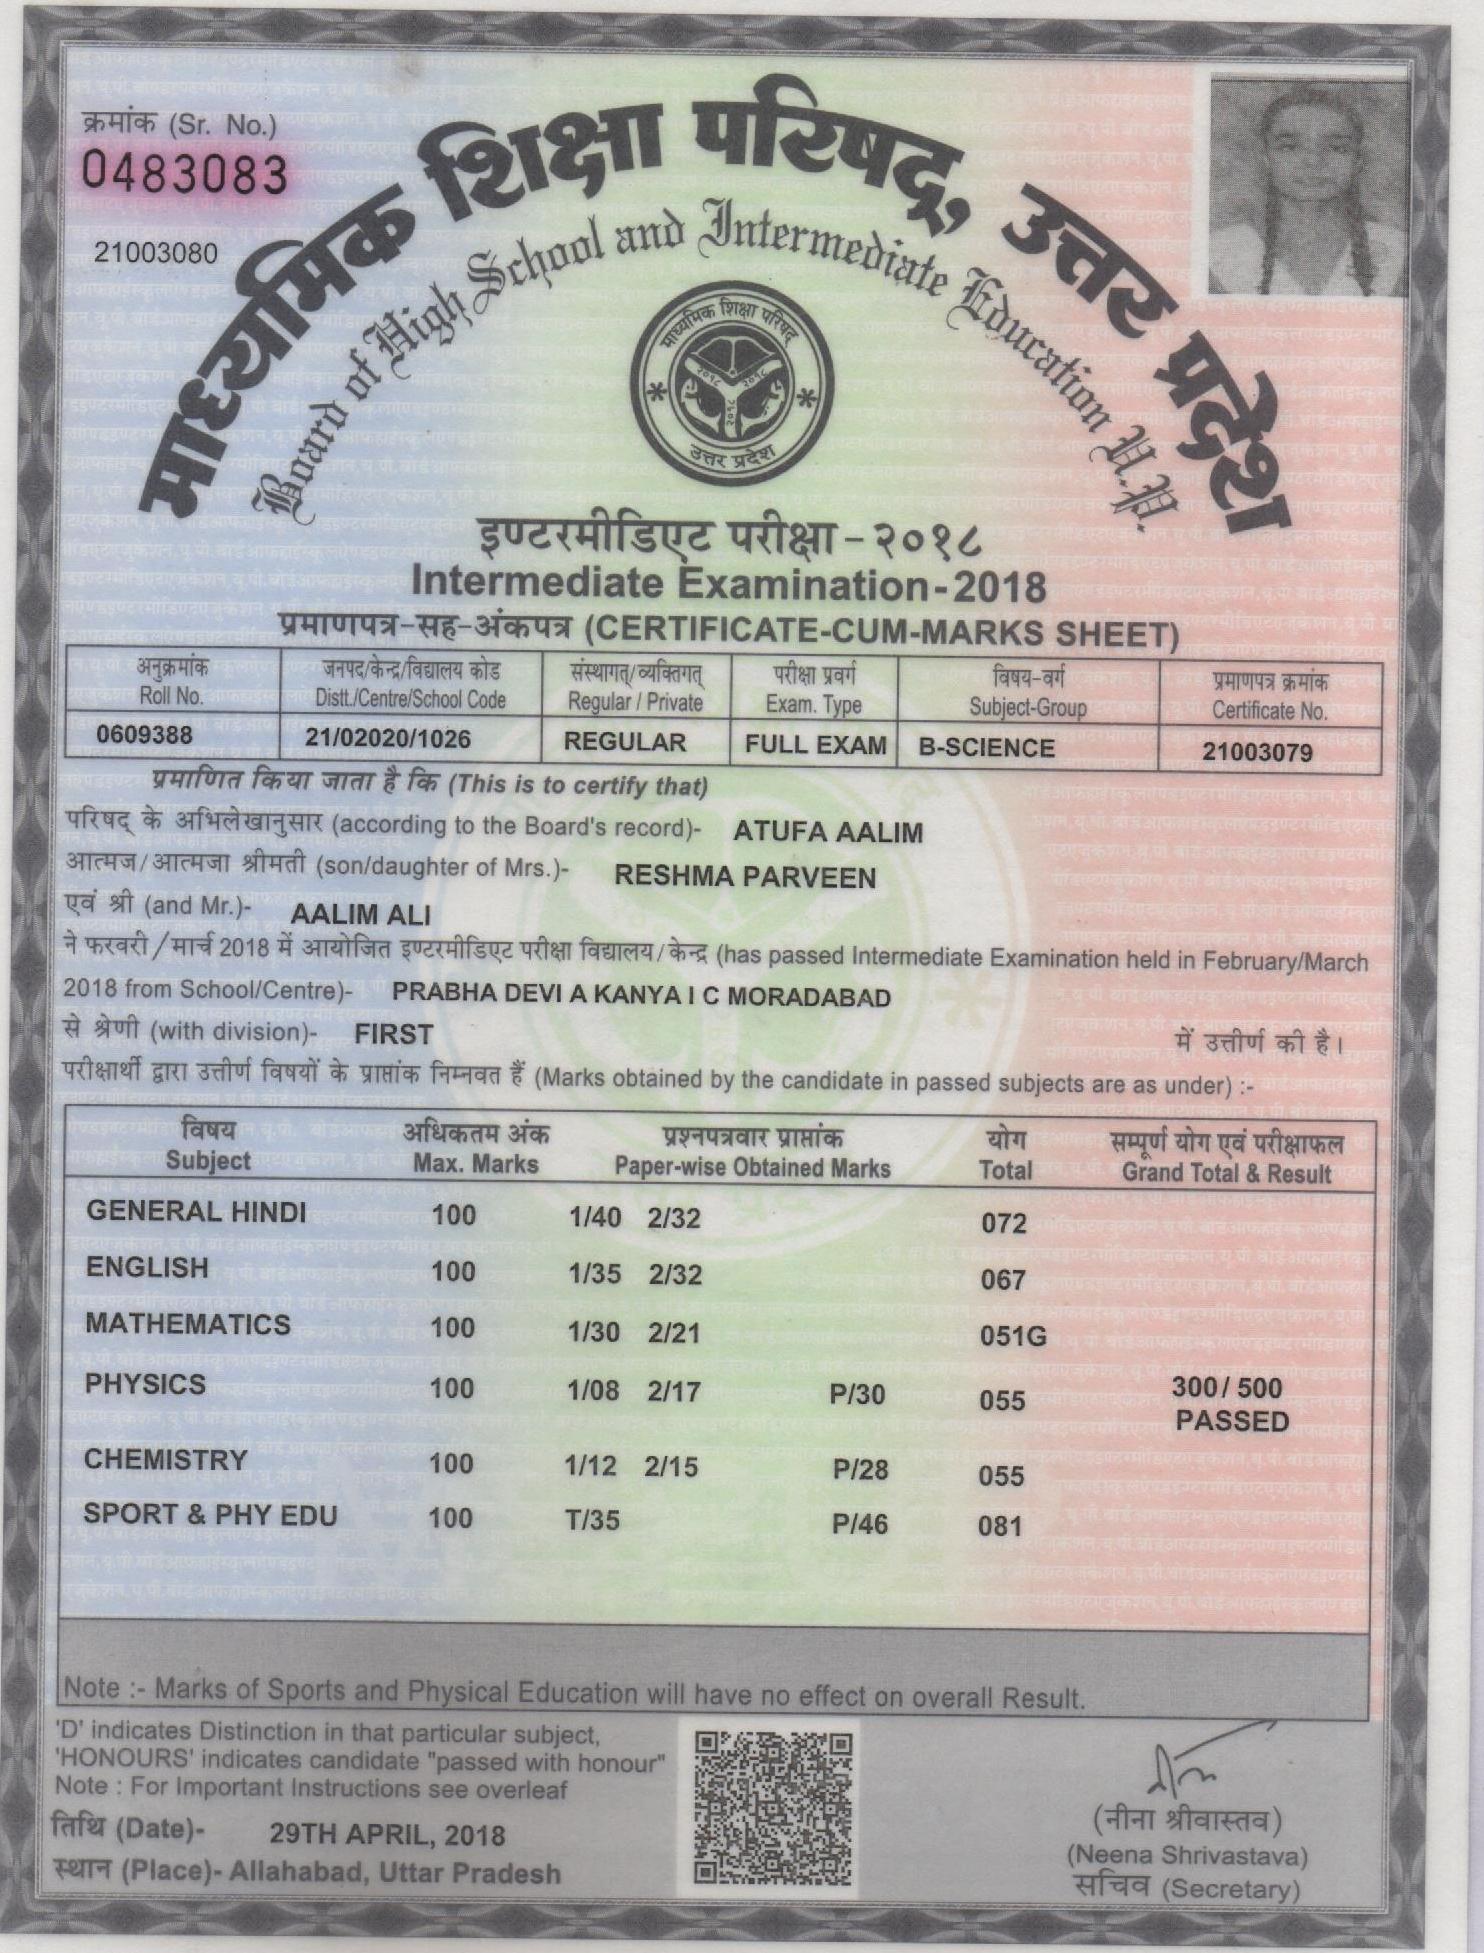 क्रमांक (Sr. No.)
0483083
21003080
माध्यमिक शिक्षा परिषद्, उत्तर प्रदेश
Board of High School and Intermediate Education U.P.
माध्यमिक शिक्षा परिषद
२०१८ २०१८
२०१८
उत्तर प्रदेश
इण्टरमीडिएट परीक्षा - २०१८
Intermediate Examination - 2018
प्रमाणपत्र-सह-अंकपत्र (CERTIFICATE-CUM-MARKS SHEET)
अनुक्रमांक जनपद/केन्द्र/विद्यालय कोड संस्थागत्/व्यक्तिगत् परीक्षा प्रवर्ग विषय-वर्ग प्रमाणपत्र क्रमांक
Roll No. Distt./Centre/School Code Regular / Private Exam. Type Subject-Group Certificate No.
0609388 21/02020/1026 REGULAR FULL EXAM B-SCIENCE 21003079
प्रमाणित किया जाता है कि (This is to certify that)
परिषद् के अभिलेखानुसार (according to the Board's record)- ATUFA AALIM
आत्मज/आत्मजा श्रीमती (son/daughter of Mrs.)- RESHMA PARVEEN
एवं श्री (and Mr.)- AALIM ALI
ने फरवरी/मार्च 2018 में आयोजित इण्टरमीडिएट परीक्षा विद्यालय/केन्द्र (has passed Intermediate Examination held in February/March
2018 from School/Centre)- PRABHA DEVI A KANYA I C MORADABAD
से श्रेणी (with division)- FIRST में उत्तीर्ण की है।
परीक्षार्थी द्वारा उत्तीर्ण विषयों के प्राप्तांक निम्नवत हैं (Marks obtained by the candidate in passed subjects are as under) :-
विषय अधिकतम अंक प्रश्नपत्रवार प्राप्तांक योग सम्पूर्ण योग एवं परीक्षाफल
Subject Max. Marks Paper-wise Obtained Marks Total Grand Total & Result
GENERAL HINDI 100 1/40 2/32 072
ENGLISH 100 1/35 2/32 067
MATHEMATICS 100 1/30 2/21 051G
PHYSICS 100 1/08 2/17 P/30 055 300/ 500
PASSED
CHEMISTRY 100 1/12 2/15 P/28 055
SPORT & PHY EDU 100 T/35 P/46 081
Note :- Marks of Sports and Physical Education will have no effect on overall Result.
'D' indicates Distinction in that particular subject,
'HONOURS' indicates candidate "passed with honour"
Note : For Important Instructions see overleaf
तिथि (Date)- 29TH APRIL, 2018
स्थान (Place)- Allahabad, Uttar Pradesh
(नीना श्रीवास्तव)
(Neena Shrivastava)
सचिव (Secretary)